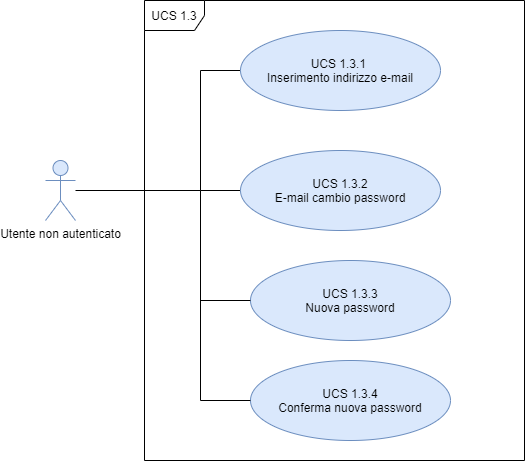 UCS 1.3
UCS 1.3.1
Inserimento indirizzo e-mail
UCS 1.3.2
E-mail cambio password
Utente non autenticato
UCS 1.3.3
Nuova password
UCS 1.3.4
Conferma nuova password